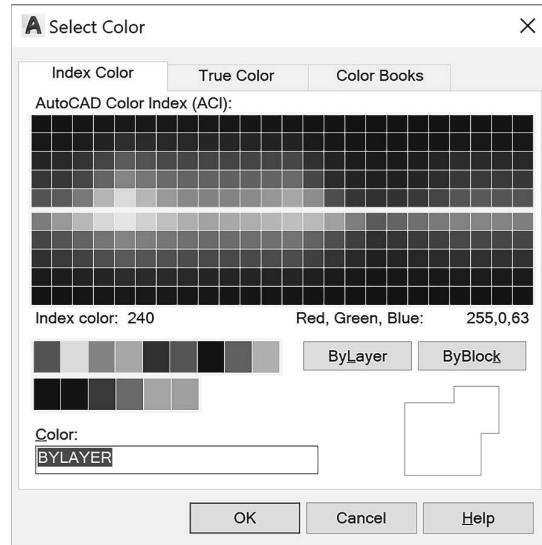 Select Color
Index Color True Color Color Books
AutoCAD Color Index (ACI):
Index color: 240 Red, Green, Blue: 255,0,63
ByLayer ByBlock
Color:
BYLAYER
OK Cancel Help